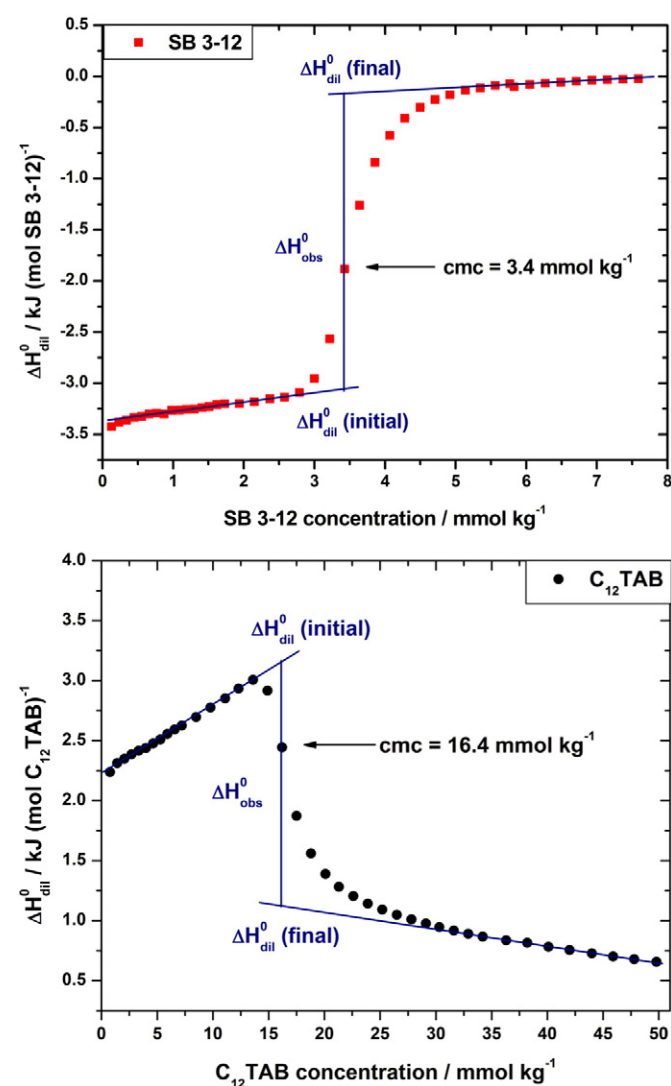 SB 3-12
ΔH⁰dil (final)
ΔH⁰obs
cmc = 3.4 mmol kg⁻¹
ΔH⁰dil (initial)
ΔH⁰dil / kJ (mol SB 3-12)⁻¹
0.5
0.0
-0.5
-1.0
-1.5
-2.0
-2.5
-3.0
-3.5
0 1 2 3 4 5 6 7 8
SB 3-12 concentration / mmol kg⁻¹
C₁₂TAB
ΔH⁰dil (initial)
cmc = 16.4 mmol kg⁻¹
ΔH⁰obs
ΔH⁰dil (final)
ΔH⁰dil / kJ (mol C₁₂TAB)⁻¹
4.0
3.5
3.0
2.5
2.0
1.5
1.0
0.5
0 5 10 15 20 25 30 35 40 45 50
C₁₂TAB concentration / mmol kg⁻¹